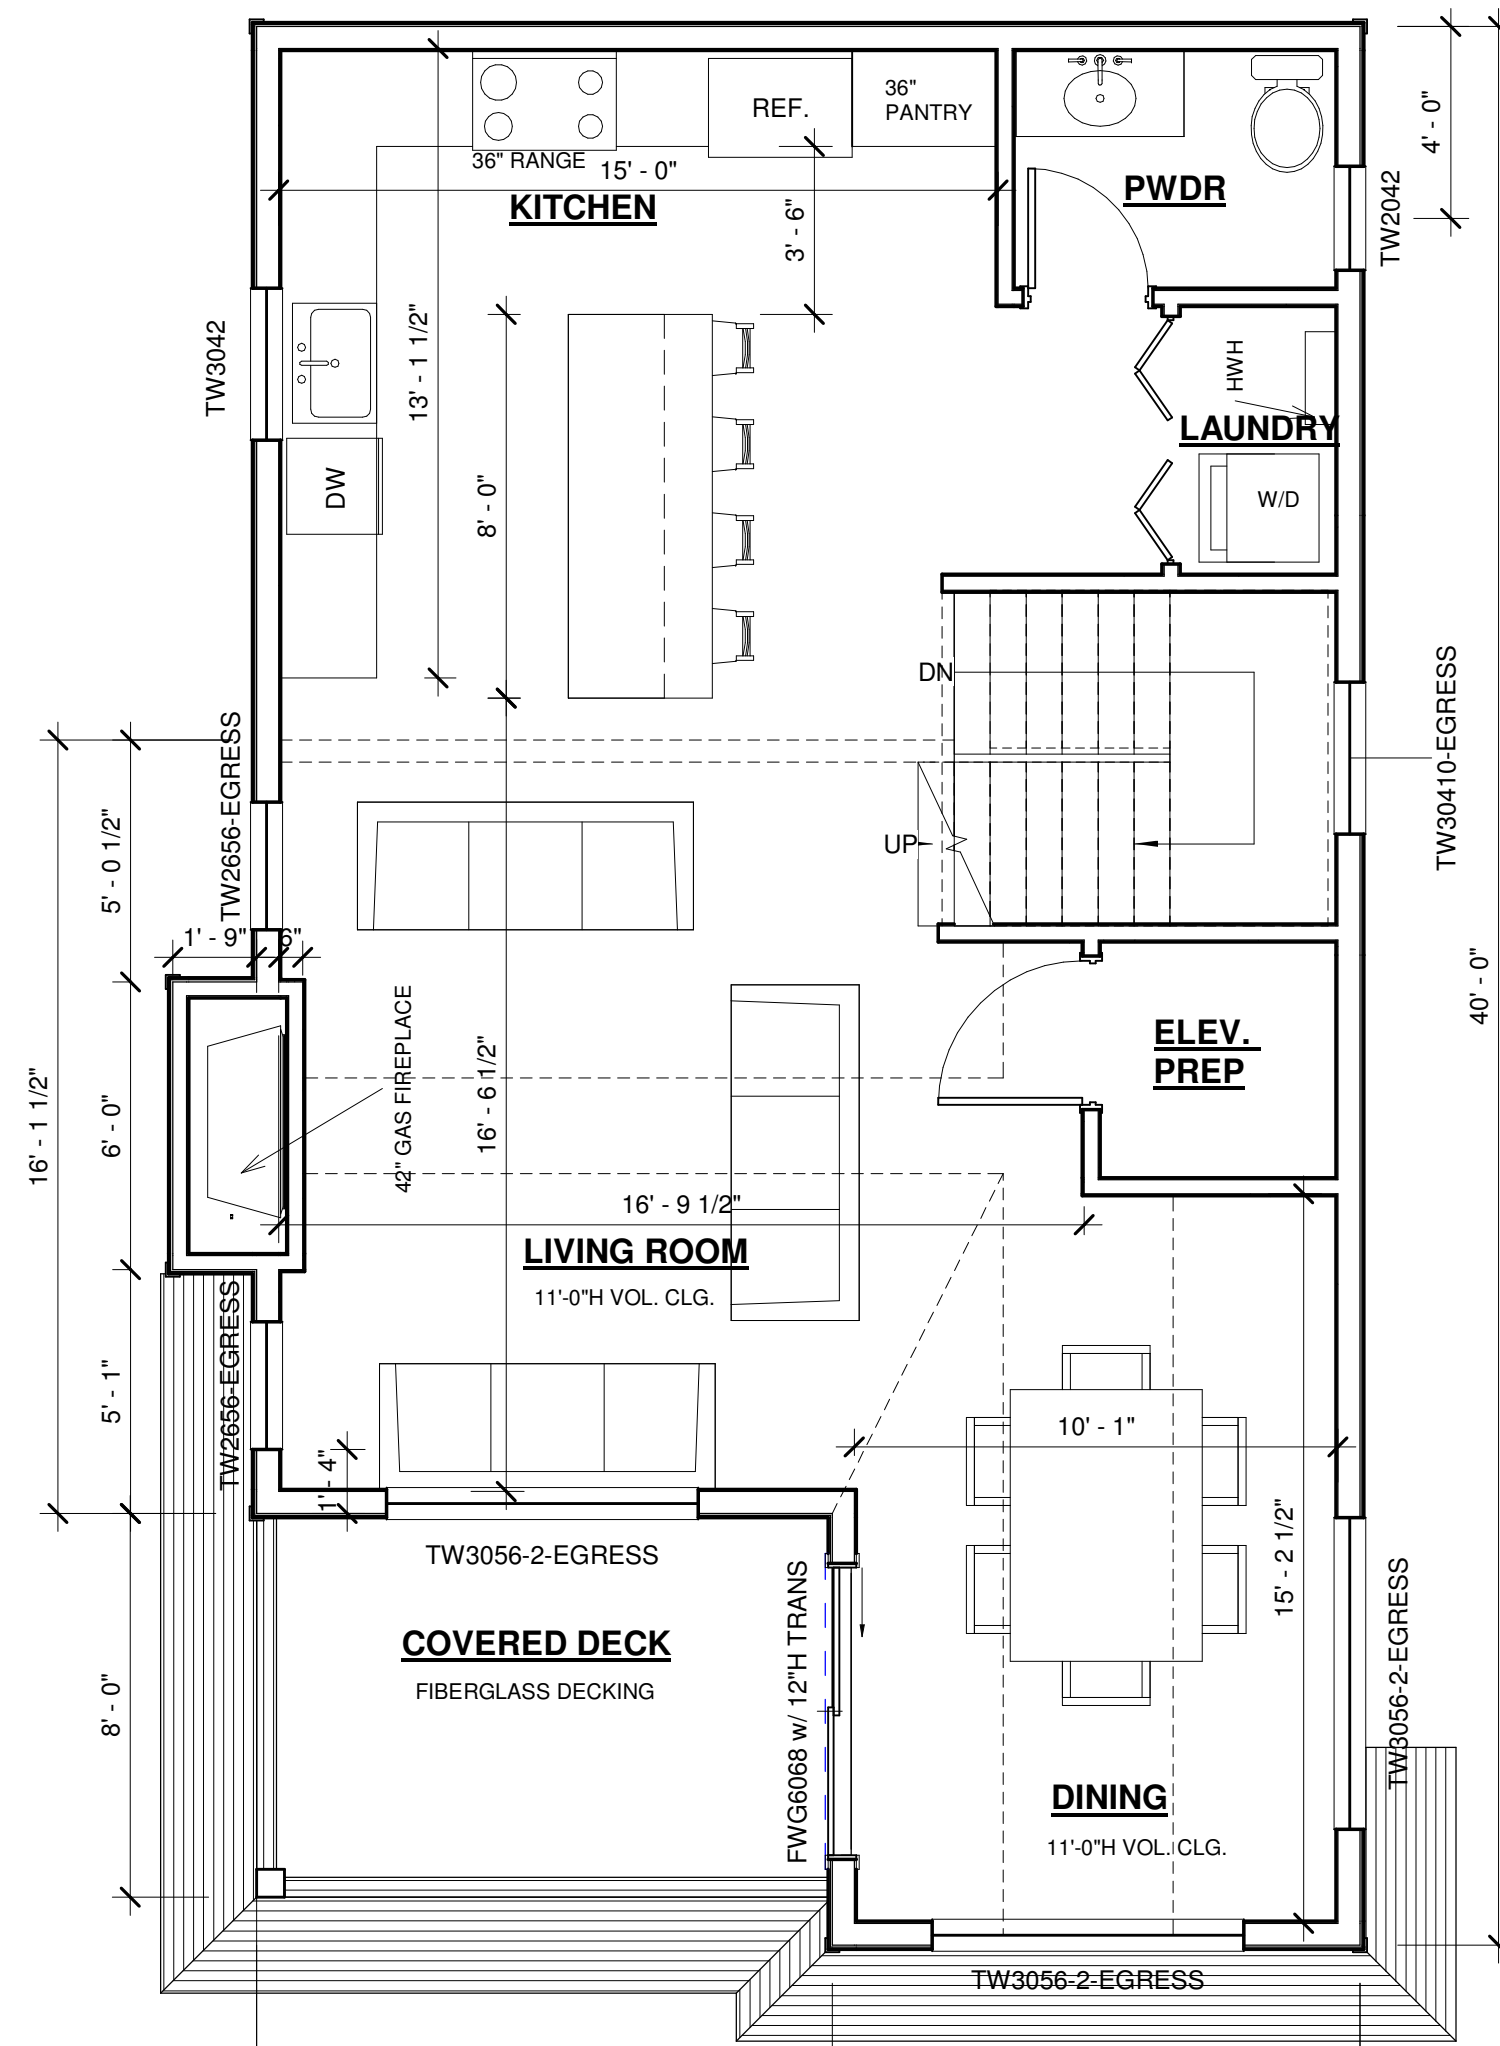 36"
PANTRY
REF.
36" RANGE
15' - 0"
KITCHEN
PWDR
4' - 0"
TW2042
3' - 6"
TW3042
13' - 1 1/2"
HWH
LAUNDRY
DW
8' - 0"
W/D
DN
TW30410-EGRESS
TW2656-EGRESS
UP
5' - 0 1/2"
1' - 9"
6"
40' - 0"
42" GAS FIREPLACE
ELEV.
PREP
16' - 1 1/2"
6' - 0"
16' - 6 1/2"
16' - 9 1/2"
LIVING ROOM
11'-0"H VOL. CLG.
TW2656-EGRESS
5' - 1"
1' - 4"
10' - 1"
15' - 2 1/2"
TW3056-2-EGRESS
COVERED DECK
FIBERGLASS DECKING
FWG6068 w/ 12"H TRANS
TW3056-2-EGRESS
8' - 0"
DINING
11'-0"H VOL. CLG.
TW3056-2-EGRESS